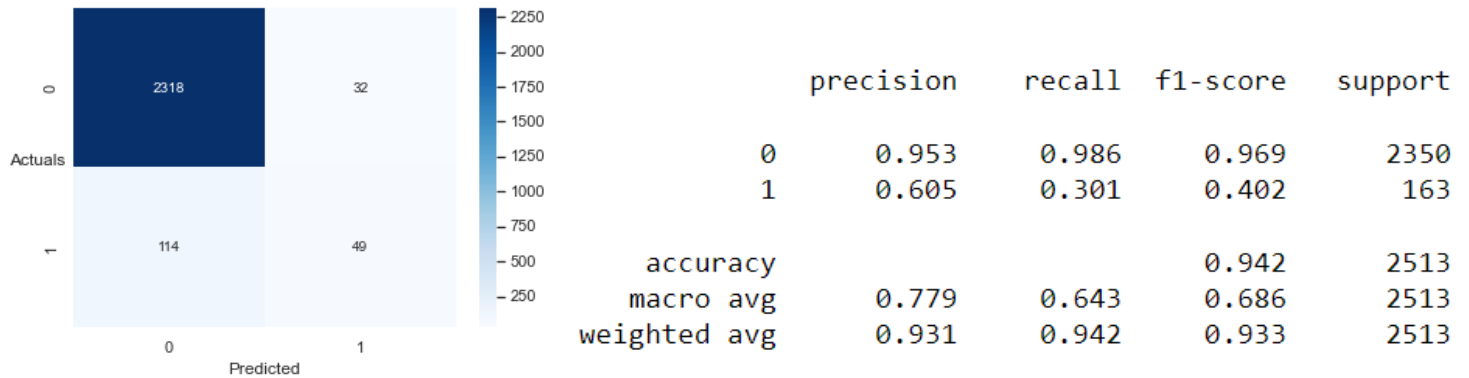 2318 32
114 49
0
Actuals
1
0 1
Predicted
2250
2000
1750
1500
1250
1000
750
500
250
precision recall f1-score support
0 0.953 0.986 0.969 2350
1 0.605 0.301 0.402 163
accuracy 0.942 2513
macro avg 0.779 0.643 0.686 2513
weighted avg 0.931 0.942 0.933 2513